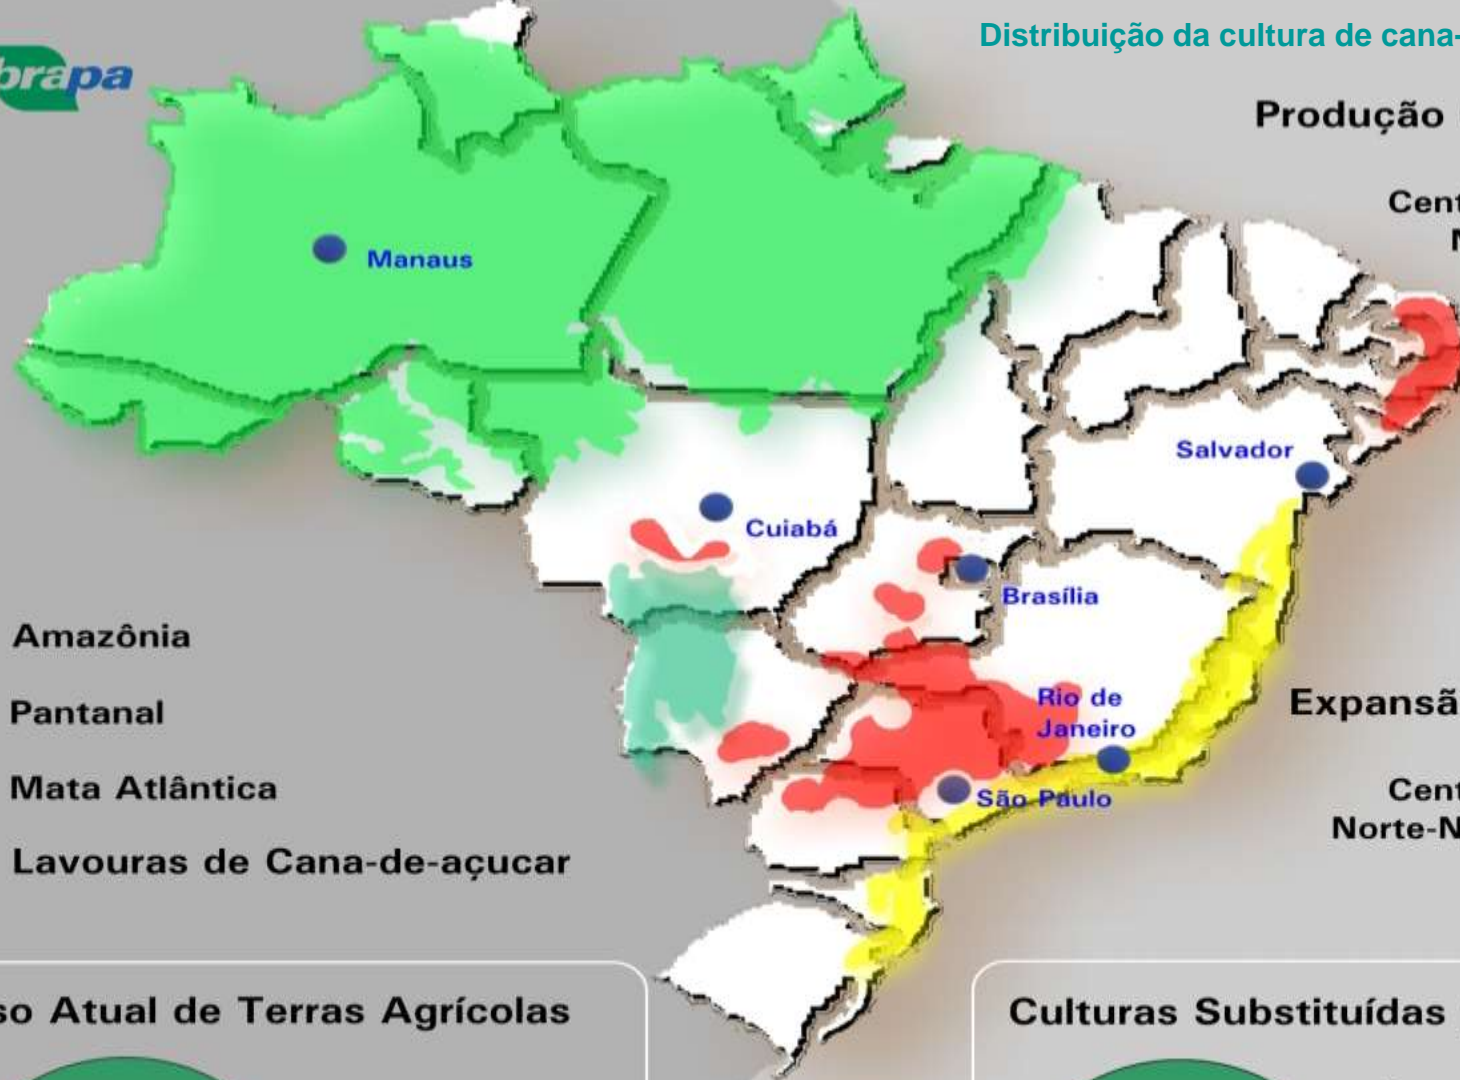 Distribuição da cultura de cana-
brapa
Produção
Cent
N
Manaus
Salvador
Cuiabá
Brasília
Amazônia
Pantanal
Mata Atlântica
Lavouras de Cana-de-açucar
Rio de
Janeiro
São Paulo
Expansã
Cent
Norte-N
so Atual de Terras Agrícolas
Culturas Substituídas